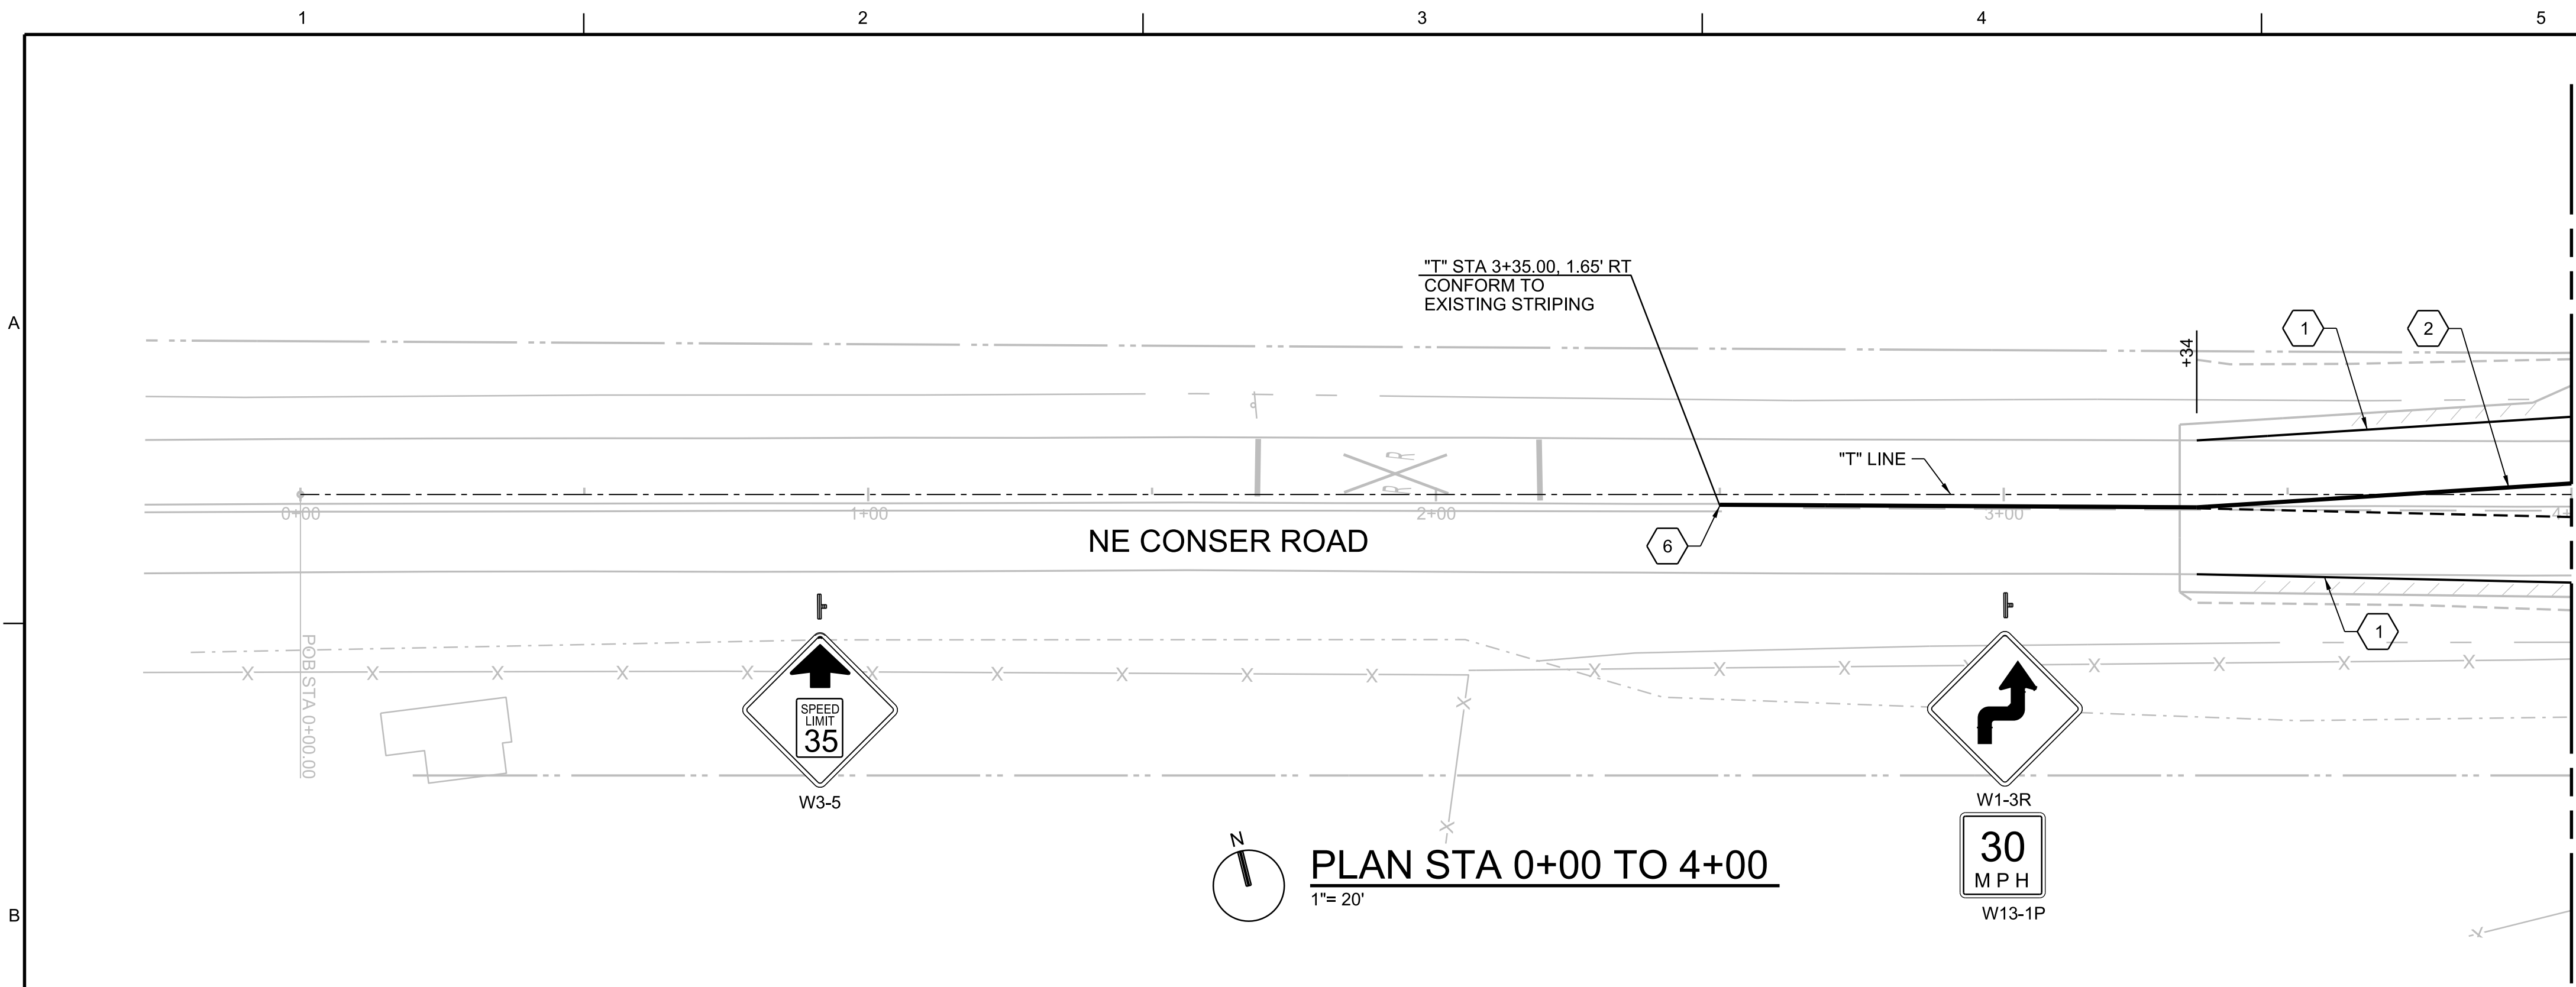 1
2
3
4
5
A
B
"T" STA 3+35.00, 1.65' RT
CONFORM TO
EXISTING STRIPING
+34
1
2
"T" LINE
R R
0+00
1+00
2+00
3+00
NE CONSER ROAD
6
1
POB STA 0+00.00
X X X X X X X X X X X X X X X X X X
X
X
SPEED
LIMIT
35
W3-5
W1-3R
30
MPH
W13-1P
N
PLAN STA 0+00 TO 4+00
1"= 20'